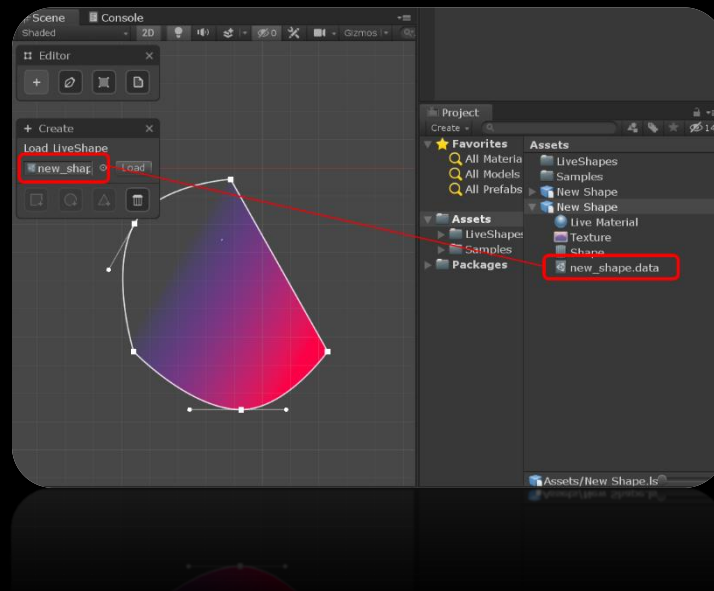 Scene
Console
Shaded
2D
0
Gizmos
Editor
Create
Load LiveShape
new_shap
Load
Project
Create
14
Favorites
All Materia
All Models
All Prefabs
Assets
LiveShapes
Samples
Packages
Assets
LiveShapes
Samples
New Shape
New Shape
Live Material
Texture
Shape
new_shape.data
Assets/New Shape.ls